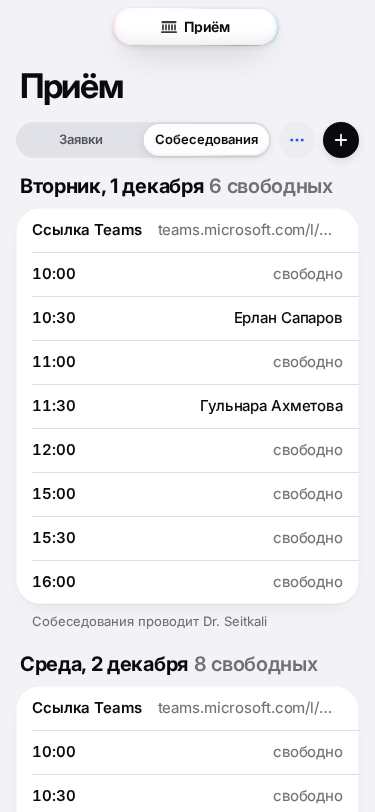 Приём
Приём
Заявки
Собеседования
Вторник, 1 декабря 6 свободных
Ссылка Teams teams.microsoft.com/l/...
10:00 свободно
10:30 Ерлан Сапаров
11:00 свободно
11:30 Гульнара Ахметова
12:00 свободно
15:00 свободно
15:30 свободно
16:00 свободно
Собеседования проводит Dr. Seitkali
Среда, 2 декабря 8 свободных
Ссылка Teams teams.microsoft.com/l/...
10:00 свободно
10:30 свободно